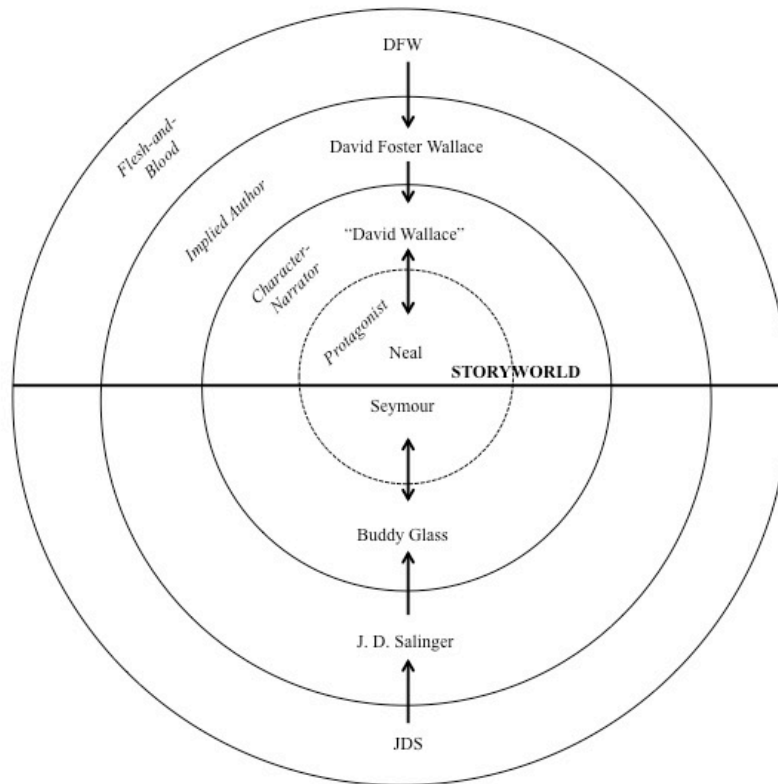 DFW
Flesh-and-
Blood
David Foster Wallace
Implied Author
“David Wallace”
Character-
Narrator
Protagonist
Neal
STORYWORLD
Seymour
Buddy Glass
J. D. Salinger
JDS